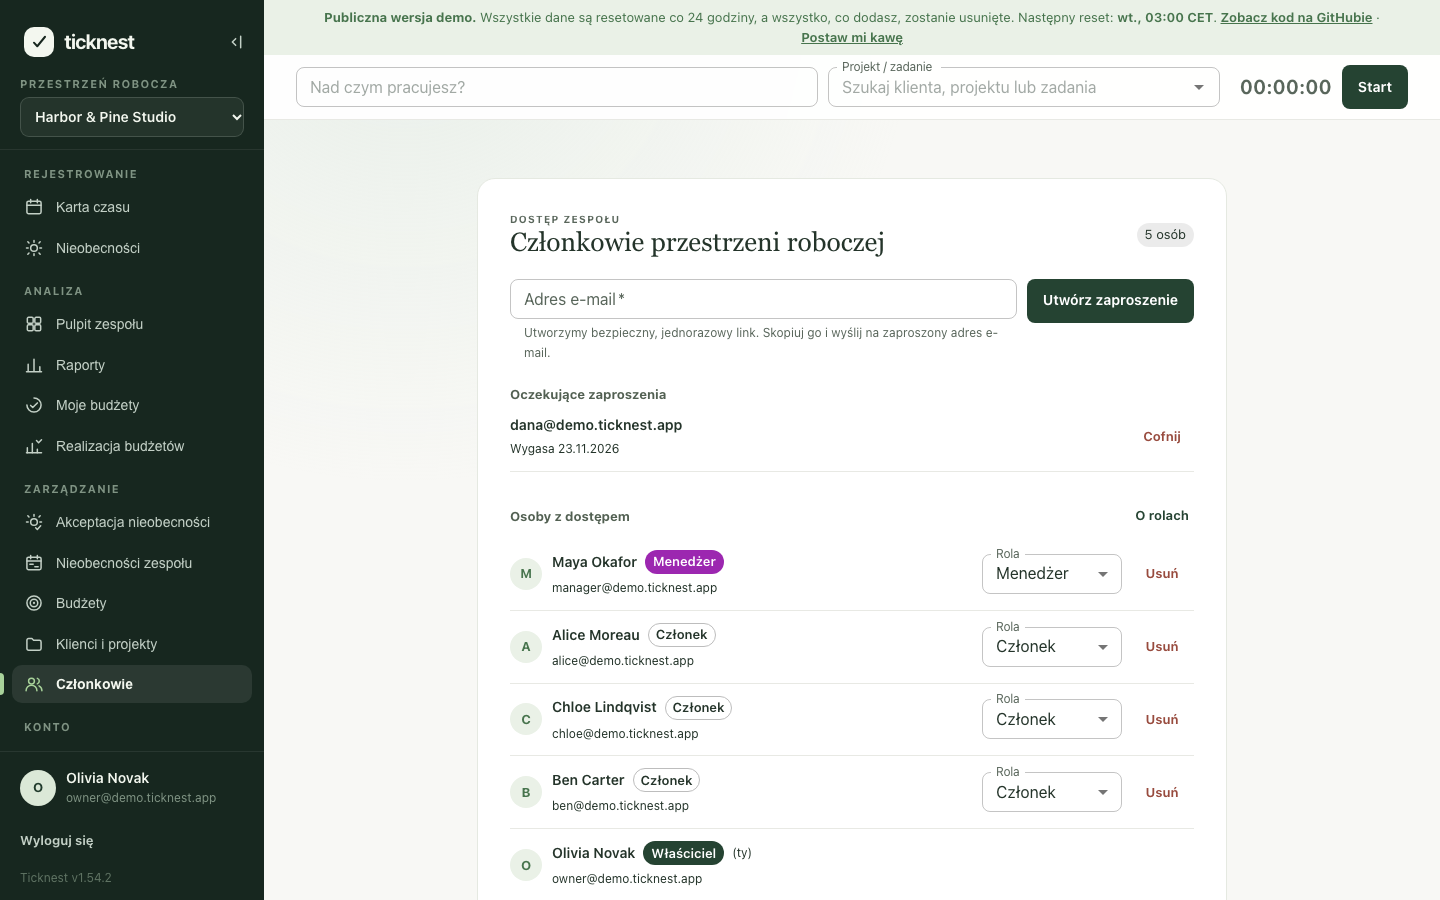 ticknest
PRZESTRZEŃ ROBOCZA
Harbor & Pine Studio
REJESTROWANIE
Karta czasu
Nieobecności
ANALIZA
Pulpit zespołu
Raporty
Moje budżety
Realizacja budżetów
ZARZĄDZANIE
Akceptacja nieobecności
Nieobecności zespołu
Budżety
Klienci i projekty
Członkowie
KONTO
O
Olivia Novak
owner@demo.ticknest.app
Wyloguj się
Ticknest v1.54.2
Publiczna wersja demo. Wszystkie dane są resetowane co 24 godziny, a wszystko, co dodasz, zostanie usunięte. Następny reset: wt., 03:00 CET. Zobacz kod na GitHubie ·
Postaw mi kawę
Nad czym pracujesz?
Projekt / zadanie
Szukaj klienta, projektu lub zadania
00:00:00
Start
DOSTĘP ZESPOŁU
Członkowie przestrzeni roboczej
5 osób
Adres e-mail *
Utwórz zaproszenie
Utworzymy bezpieczny, jednorazowy link. Skopiuj go i wyślij na zaproszony adres e-
mail.
Oczekujące zaproszenia
dana@demo.ticknest.app
Wygasa 23.11.2026
Cofnij
Osoby z dostępem
O rolach
M
Maya Okafor Menedżer
manager@demo.ticknest.app
Rola
Menedżer
Usuń
A
Alice Moreau Członek
alice@demo.ticknest.app
Rola
Członek
Usuń
C
Chloe Lindqvist Członek
chloe@demo.ticknest.app
Rola
Członek
Usuń
B
Ben Carter Członek
ben@demo.ticknest.app
Rola
Członek
Usuń
O
Olivia Novak Właściciel (ty)
owner@demo.ticknest.app